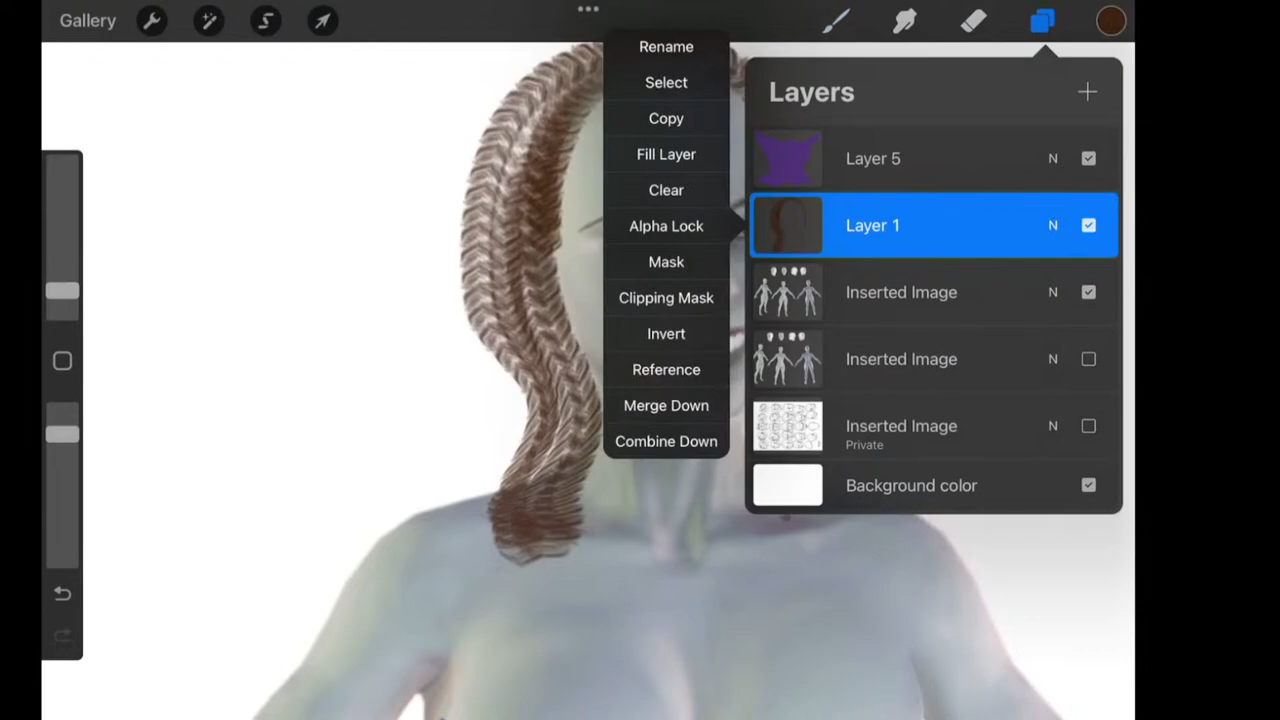 Gallery
Rename
Select
Copy
Fill Layer
Clear
Alpha Lock
Mask
Clipping Mask
Invert
Reference
Merge Down
Combine Down
Layers
Layer 5 N
Layer 1 N
Inserted Image N
Inserted Image N
Inserted Image N
Private
Background color